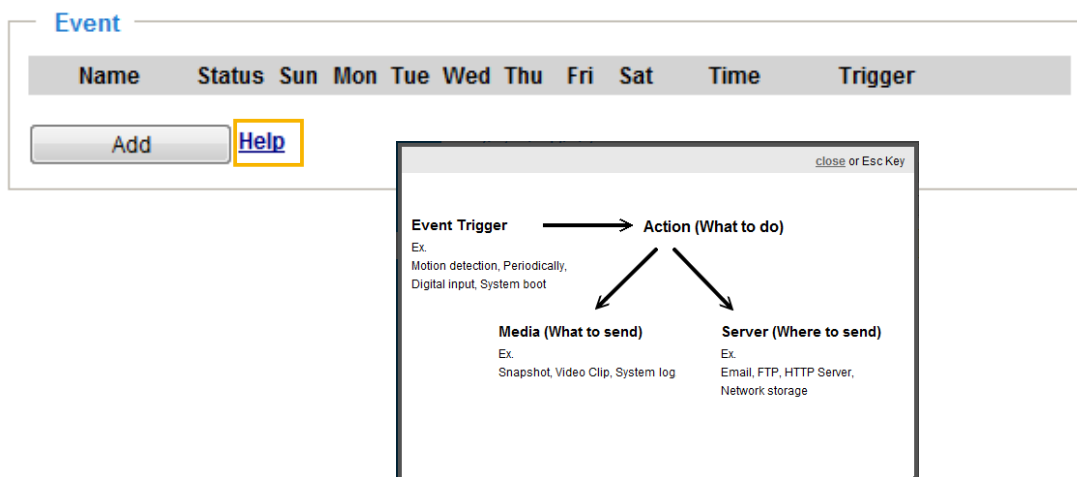 Event
Name Status Sun Mon Tue Wed Thu Fri Sat Time Trigger
Add Help
close or Esc Key
Event Trigger
Ex.
Motion detection, Periodically,
Digital input, System boot
Action (What to do)
Media (What to send)
Ex.
Snapshot, Video Clip, System log
Server (Where to send)
Ex.
Email, FTP, HTTP Server,
Network storage